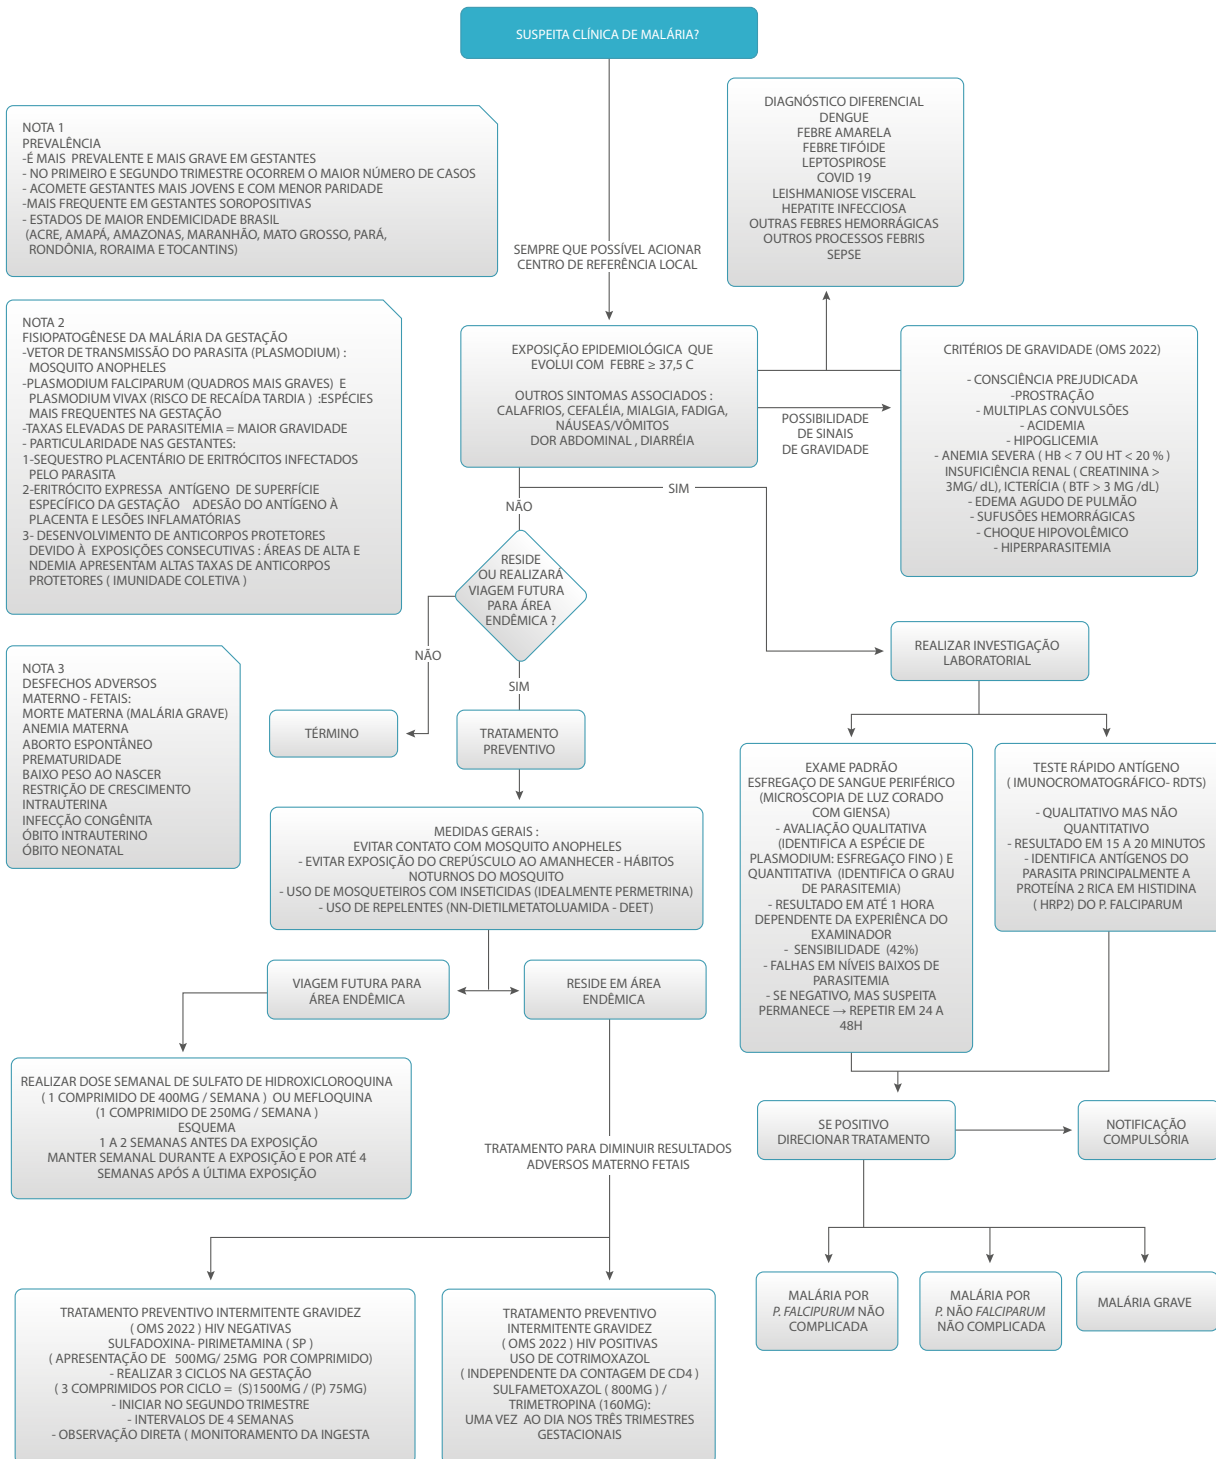 SUSPEITA CLÍNICA DE MALÁRIA?
NOTA 1
PREVALÊNCIA
-É MAIS PREVALENTE E MAIS GRAVE EM GESTANTES
- NO PRIMEIRO E SEGUNDO TRIMESTRE OCORREM O MAIOR NÚMERO DE CASOS
- ACOMETE GESTANTES MAIS JOVENS E COM MENOR PARIDADE
-MAIS FREQUENTE EM GESTANTES SOROPOSITIVAS
- ESTADOS DE MAIOR ENDEMICIDADE BRASIL
(ACRE, AMAPÁ, AMAZONAS, MARANHÃO, MATO GROSSO, PARÁ,
RONDÔNIA, RORAIMA E TOCANTINS)
SEMPRE QUE POSSÍVEL ACIONAR
CENTRO DE REFERÊNCIA LOCAL
DIAGNÓSTICO DIFERENCIAL
DENGUE
FEBRE AMARELA
FEBRE TIFÓIDE
LEPTOSPIROSE
COVID 19
LEISHMANIOSE VISCERAL
HEPATITE INFECCIOSA
OUTRAS FEBRES HEMORRÁGICAS
OUTROS PROCESSOS FEBRIS
SEPSE
NOTA 2
FISIOPATOGÊNESE DA MALÁRIA DA GESTAÇÃO
-VETOR DE TRANSMISSÃO DO PARASITA (PLASMODIUM) :
MOSQUITO ANOPHELES
-PLASMODIUM FALCIPARUM (QUADROS MAIS GRAVES) E
PLASMODIUM VIVAX (RISCO DE RECAÍDA TARDIA ) :ESPÉCIES
MAIS FREQUENTES NA GESTAÇÃO
-TAXAS ELEVADAS DE PARASITEMIA = MAIOR GRAVIDADE
- PARTICULARIDADE NAS GESTANTES:
1-SEQUESTRO PLACENTÁRIO DE ERITRÓCITOS INFECTADOS
PELO PARASITA
2-ERITRÓCITO EXPRESSA ANTÍGENO DE SUPERFÍCIE
ESPECÍFICO DA GESTAÇÃO ADESÃO DO ANTÍGENO À
PLACENTA E LESÕES INFLAMATÓRIAS
3- DESENVOLVIMENTO DE ANTICORPOS PROTETORES
DEVIDO À EXPOSIÇÕES CONSECUTIVAS : ÁREAS DE ALTA E
NDEMIA APRESENTAM ALTAS TAXAS DE ANTICORPOS
PROTETORES ( IMUNIDADE COLETIVA )
EXPOSIÇÃO EPIDEMIOLÓGICA QUE
EVOLUI COM FEBRE ≥ 37,5 C
OUTROS SINTOMAS ASSOCIADOS :
CALAFRIOS, CEFALÉIA, MIALGIA, FADIGA,
NÁUSEAS/VÔMITOS
DOR ABDOMINAL , DIARRÉIA
POSSIBILIDADE
DE SINAIS
DE GRAVIDADE
CRITÉRIOS DE GRAVIDADE (OMS 2022)
- CONSCIÊNCIA PREJUDICADA
-PROSTRAÇÃO
- MULTIPLAS CONVULSÕES
- ACIDEMIA
- HIPOGLICEMIA
- ANEMIA SEVERA ( HB < 7 OU HT < 20 % )
INSUFICIÊNCIA RENAL ( CREATININA >
3MG/ dL), ICTERÍCIA ( BTF > 3 MG /dL)
- EDEMA AGUDO DE PULMÃO
- SUFUSÕES HEMORRÁGICAS
- CHOQUE HIPOVOLÊMICO
- HIPERPARASITEMIA
NÃO
SIM
RESIDE
OU REALIZARÁ
VIAGEM FUTURA
PARA ÁREA
ENDÊMICA ?
NÃO
SIM
TÉRMINO
TRATAMENTO
PREVENTIVO
REALIZAR INVESTIGAÇÃO
LABORATORIAL
NOTA 3
DESFECHOS ADVERSOS
MATERNO - FETAIS:
MORTE MATERNA (MALÁRIA GRAVE)
ANEMIA MATERNA
ABORTO ESPONTÂNEO
PREMATURIDADE
BAIXO PESO AO NASCER
RESTRIÇÃO DE CRESCIMENTO
INTRAUTERINA
INFECÇÃO CONGÊNITA
ÓBITO INTRAUTERINO
ÓBITO NEONATAL
MEDIDAS GERAIS :
EVITAR CONTATO COM MOSQUITO ANOPHELES
- EVITAR EXPOSIÇÃO DO CREPÚSCULO AO AMANHECER - HÁBITOS
NOTURNOS DO MOSQUITO
- USO DE MOSQUETEIROS COM INSETICIDAS (IDEALMENTE PERMETRINA)
- USO DE REPELENTES (NN-DIETILMETATOLUAMIDA - DEET)
EXAME PADRÃO
ESFREGAÇO DE SANGUE PERIFÉRICO
(MICROSCOPIA DE LUZ CORADO
COM GIENSA)
- AVALIAÇÃO QUALITATIVA
(IDENTIFICA A ESPÉCIE DE
PLASMODIUM: ESFREGAÇO FINO ) E
QUANTITATIVA (IDENTIFICA O GRAU
DE PARASITEMIA)
- RESULTADO EM ATÉ 1 HORA
DEPENDENTE DA EXPERIÊNCA DO
EXAMINADOR
- SENSIBILIDADE (42%)
- FALHAS EM NÍVEIS BAIXOS DE
PARASITEMIA
- SE NEGATIVO, MAS SUSPEITA
PERMANECE → REPETIR EM 24 A
48H
TESTE RÁPIDO ANTÍGENO
( IMUNOCROMATOGRÁFICO- RDTS)
- QUALITATIVO MAS NÃO
QUANTITATIVO
- RESULTADO EM 15 A 20 MINUTOS
- IDENTIFICA ANTÍGENOS DO
PARASITA PRINCIPALMENTE A
PROTEÍNA 2 RICA EM HISTIDINA
( HRP2) DO P. FALCIPARUM
VIAGEM FUTURA PARA
ÁREA ENDÊMICA
RESIDE EM ÁREA
ENDÊMICA
REALIZAR DOSE SEMANAL DE SULFATO DE HIDROXICLOROQUINA
( 1 COMPRIMIDO DE 400MG / SEMANA ) OU MEFLOQUINA
(1 COMPRIMIDO DE 250MG / SEMANA )
ESQUEMA
1 A 2 SEMANAS ANTES DA EXPOSIÇÃO
MANTER SEMANAL DURANTE A EXPOSIÇÃO E POR ATÉ 4
SEMANAS APÓS A ÚLTIMA EXPOSIÇÃO
TRATAMENTO PARA DIMINUIR RESULTADOS
ADVERSOS MATERNO FETAIS
SE POSITIVO
DIRECIONAR TRATAMENTO
NOTIFICAÇÃO
COMPULSÓRIA
MALÁRIA POR
P. FALCIPURUM NÃO
COMPLICADA
MALÁRIA POR
P. NÃO FALCIPARUM
NÃO COMPLICADA
MALÁRIA GRAVE
TRATAMENTO PREVENTIVO INTERMITENTE GRAVIDEZ
( OMS 2022 ) HIV NEGATIVAS
SULFADOXINA- PIRIMETAMINA ( SP )
( APRESENTAÇÃO DE 500MG/ 25MG POR COMPRIMIDO)
- REALIZAR 3 CICLOS NA GESTAÇÃO
( 3 COMPRIMIDOS POR CICLO = (S)1500MG / (P) 75MG)
- INICIAR NO SEGUNDO TRIMESTRE
- INTERVALOS DE 4 SEMANAS
- OBSERVAÇÃO DIRETA ( MONITORAMENTO DA INGESTA
TRATAMENTO PREVENTIVO
INTERMITENTE GRAVIDEZ
( OMS 2022 ) HIV POSITIVAS
USO DE COTRIMOXAZOL
( INDEPENDENTE DA CONTAGEM DE CD4 )
SULFAMETOXAZOL ( 800MG ) /
TRIMETROPINA (160MG):
UMA VEZ AO DIA NOS TRÊS TRIMESTRES
GESTACIONAIS